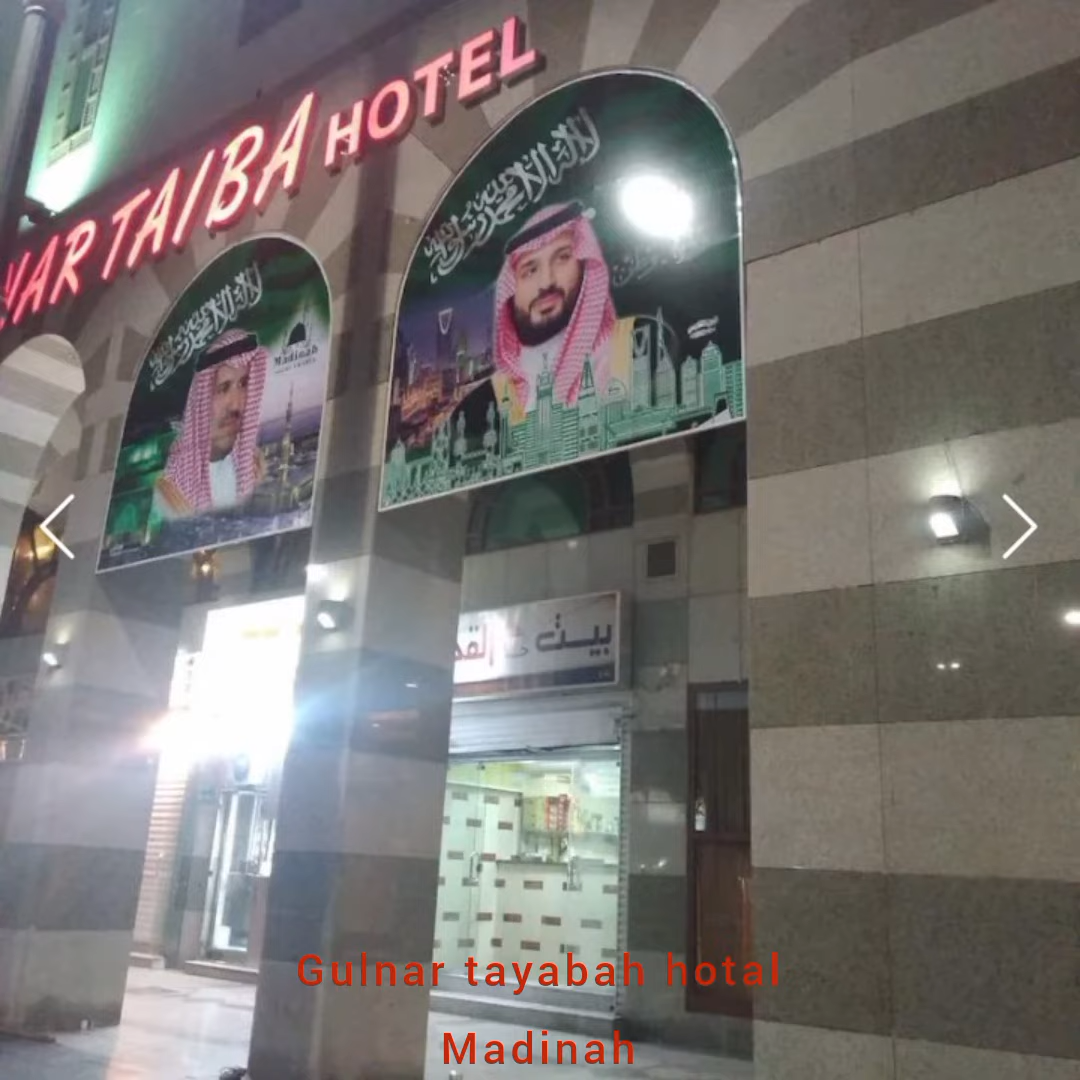 NAR TAIBA HOTEL
لا إله إلا الله محمد رسول الله
لا إله إلا الله محمد رسول الله
Madinah
بيت القه
Gulnar tayabah hotal
Madinah